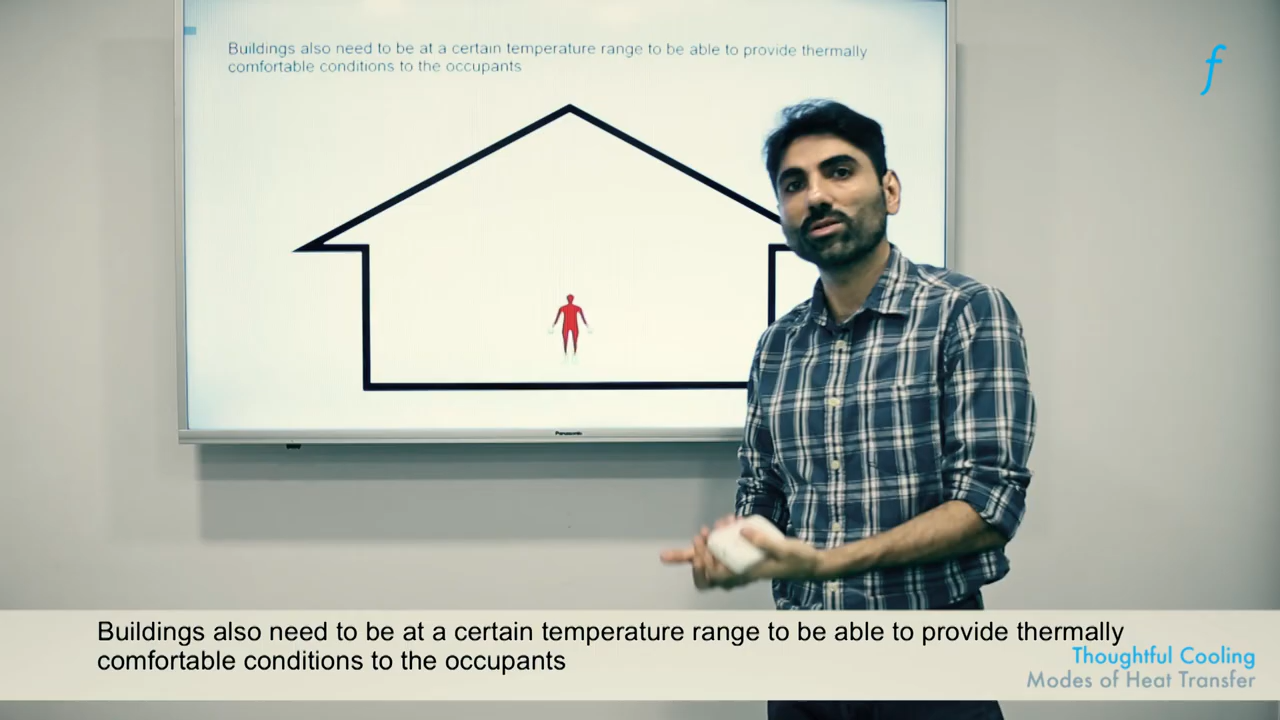 Buildings also need to be at a certain temperature range to be able to provide thermally
comfortable conditions to the occupants
f
Panasonic
Buildings also need to be at a certain temperature range to be able to provide thermally
comfortable conditions to the occupants
Thoughtful Cooling
Modes of Heat Transfer